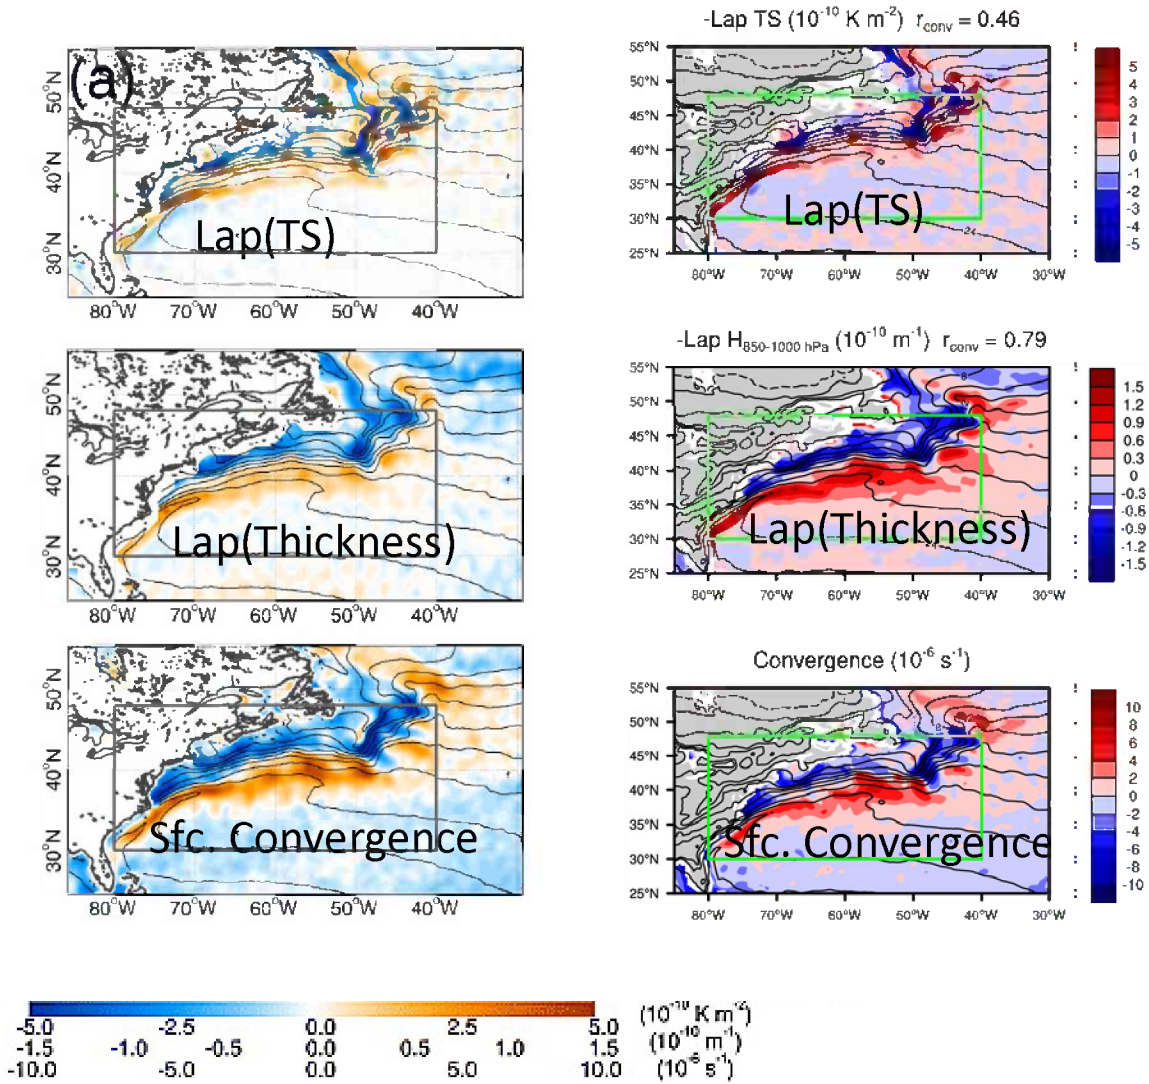 (a)
50°N
40°N
30°N
Lap(TS)
80°W 70°W 60°W 50°W 40°W
50°N
40°N
30°N
Lap(Thickness)
80°W 70°W 60°W 50°W 40°W
50°N
40°N
30°N
Sfc. Convergence
80°W 70°W 60°W 50°W 40°W
-5.0 -2.5 0.0 2.5 5.0 (10⁻¹⁰ K m⁻²)
-1.5 -1.0 -0.5 0.0 0.5 1.0 1.5 (10⁻¹⁰ m⁻¹)
-10.0 -5.0 0.0 5.0 10.0 (10⁻⁶ s⁻¹)
-Lap TS (10⁻¹⁰ K m⁻²) r_conv = 0.46
55°N
50°N
45°N
40°N
35°N
30°N
25°N
Lap(TS)
24
80°W 70°W 60°W 50°W 40°W 30°W
5
4
3
2
1
0
-1
-2
-3
-4
-5
-Lap H₈₅₀₋₁₀₀₀ hPa (10⁻¹⁰ m⁻¹) r_conv = 0.79
55°N
50°N
45°N
40°N
35°N
30°N
25°N
8
Lap(Thickness)
80°W 70°W 60°W 50°W 40°W 30°W
1.5
1.2
0.9
0.6
0.3
0
-0.3
-0.6
-0.9
-1.2
-1.5
Convergence (10⁻⁶ s⁻¹)
55°N
50°N
45°N
40°N
35°N
30°N
25°N
8
Sfc. Convergence
80°W 70°W 60°W 50°W 40°W 30°W
10
8
6
4
2
0
-2
-4
-6
-8
-10